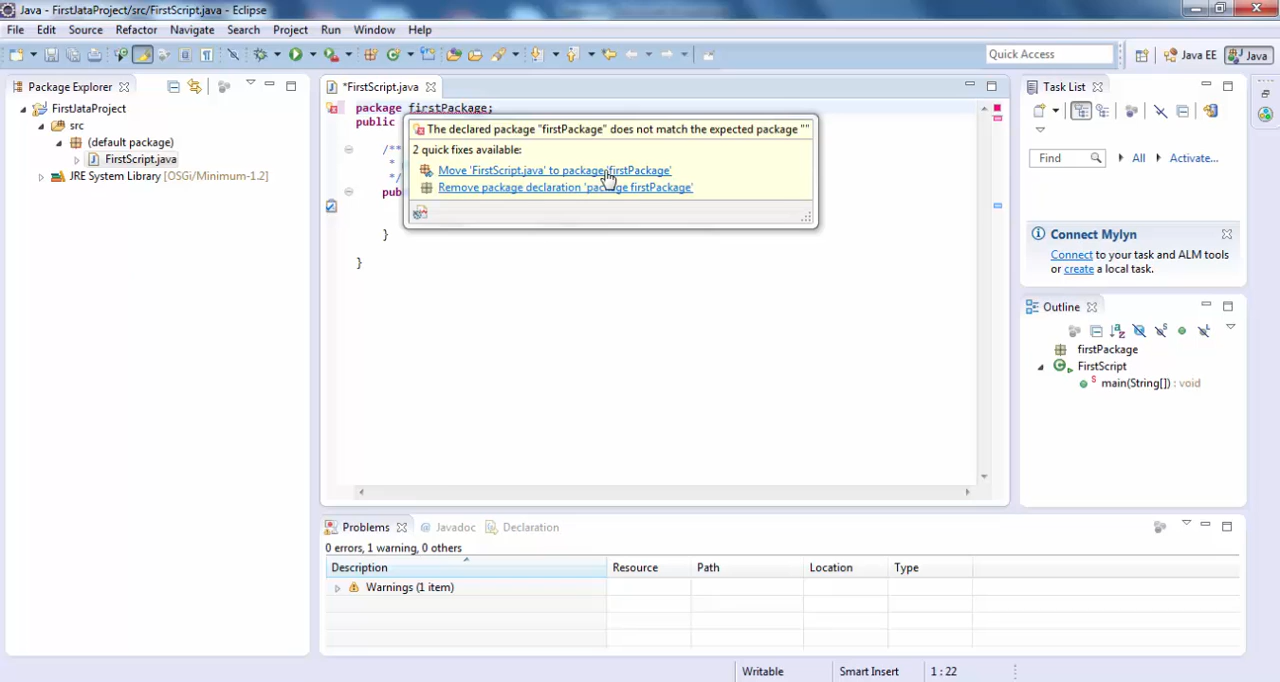 Java - FirstJataProject/src/FirstScript.java - Eclipse
File Edit Source Refactor Navigate Search Project Run Window Help
Quick Access
Java EE
Java
Package Explorer
FirstJataProject
src
(default package)
FirstScript.java
JRE System Library [OSGi/Minimum-1.2]
*FirstScript.java
package firstPackage;
public
/**
*
*/
pub
}
}
The declared package "firstPackage" does not match the expected package ""
2 quick fixes available:
Move 'FirstScript.java' to package 'firstPackage'
Remove package declaration 'package firstPackage'
Task List
Find
All
Activate...
Connect Mylyn
Connect to your task and ALM tools
or create a local task.
Outline
firstPackage
FirstScript
main(String[]) : void
Problems
Javadoc
Declaration
0 errors, 1 warning, 0 others
Description Resource Path Location Type
Warnings (1 item)
Writable
Smart Insert
1 : 22